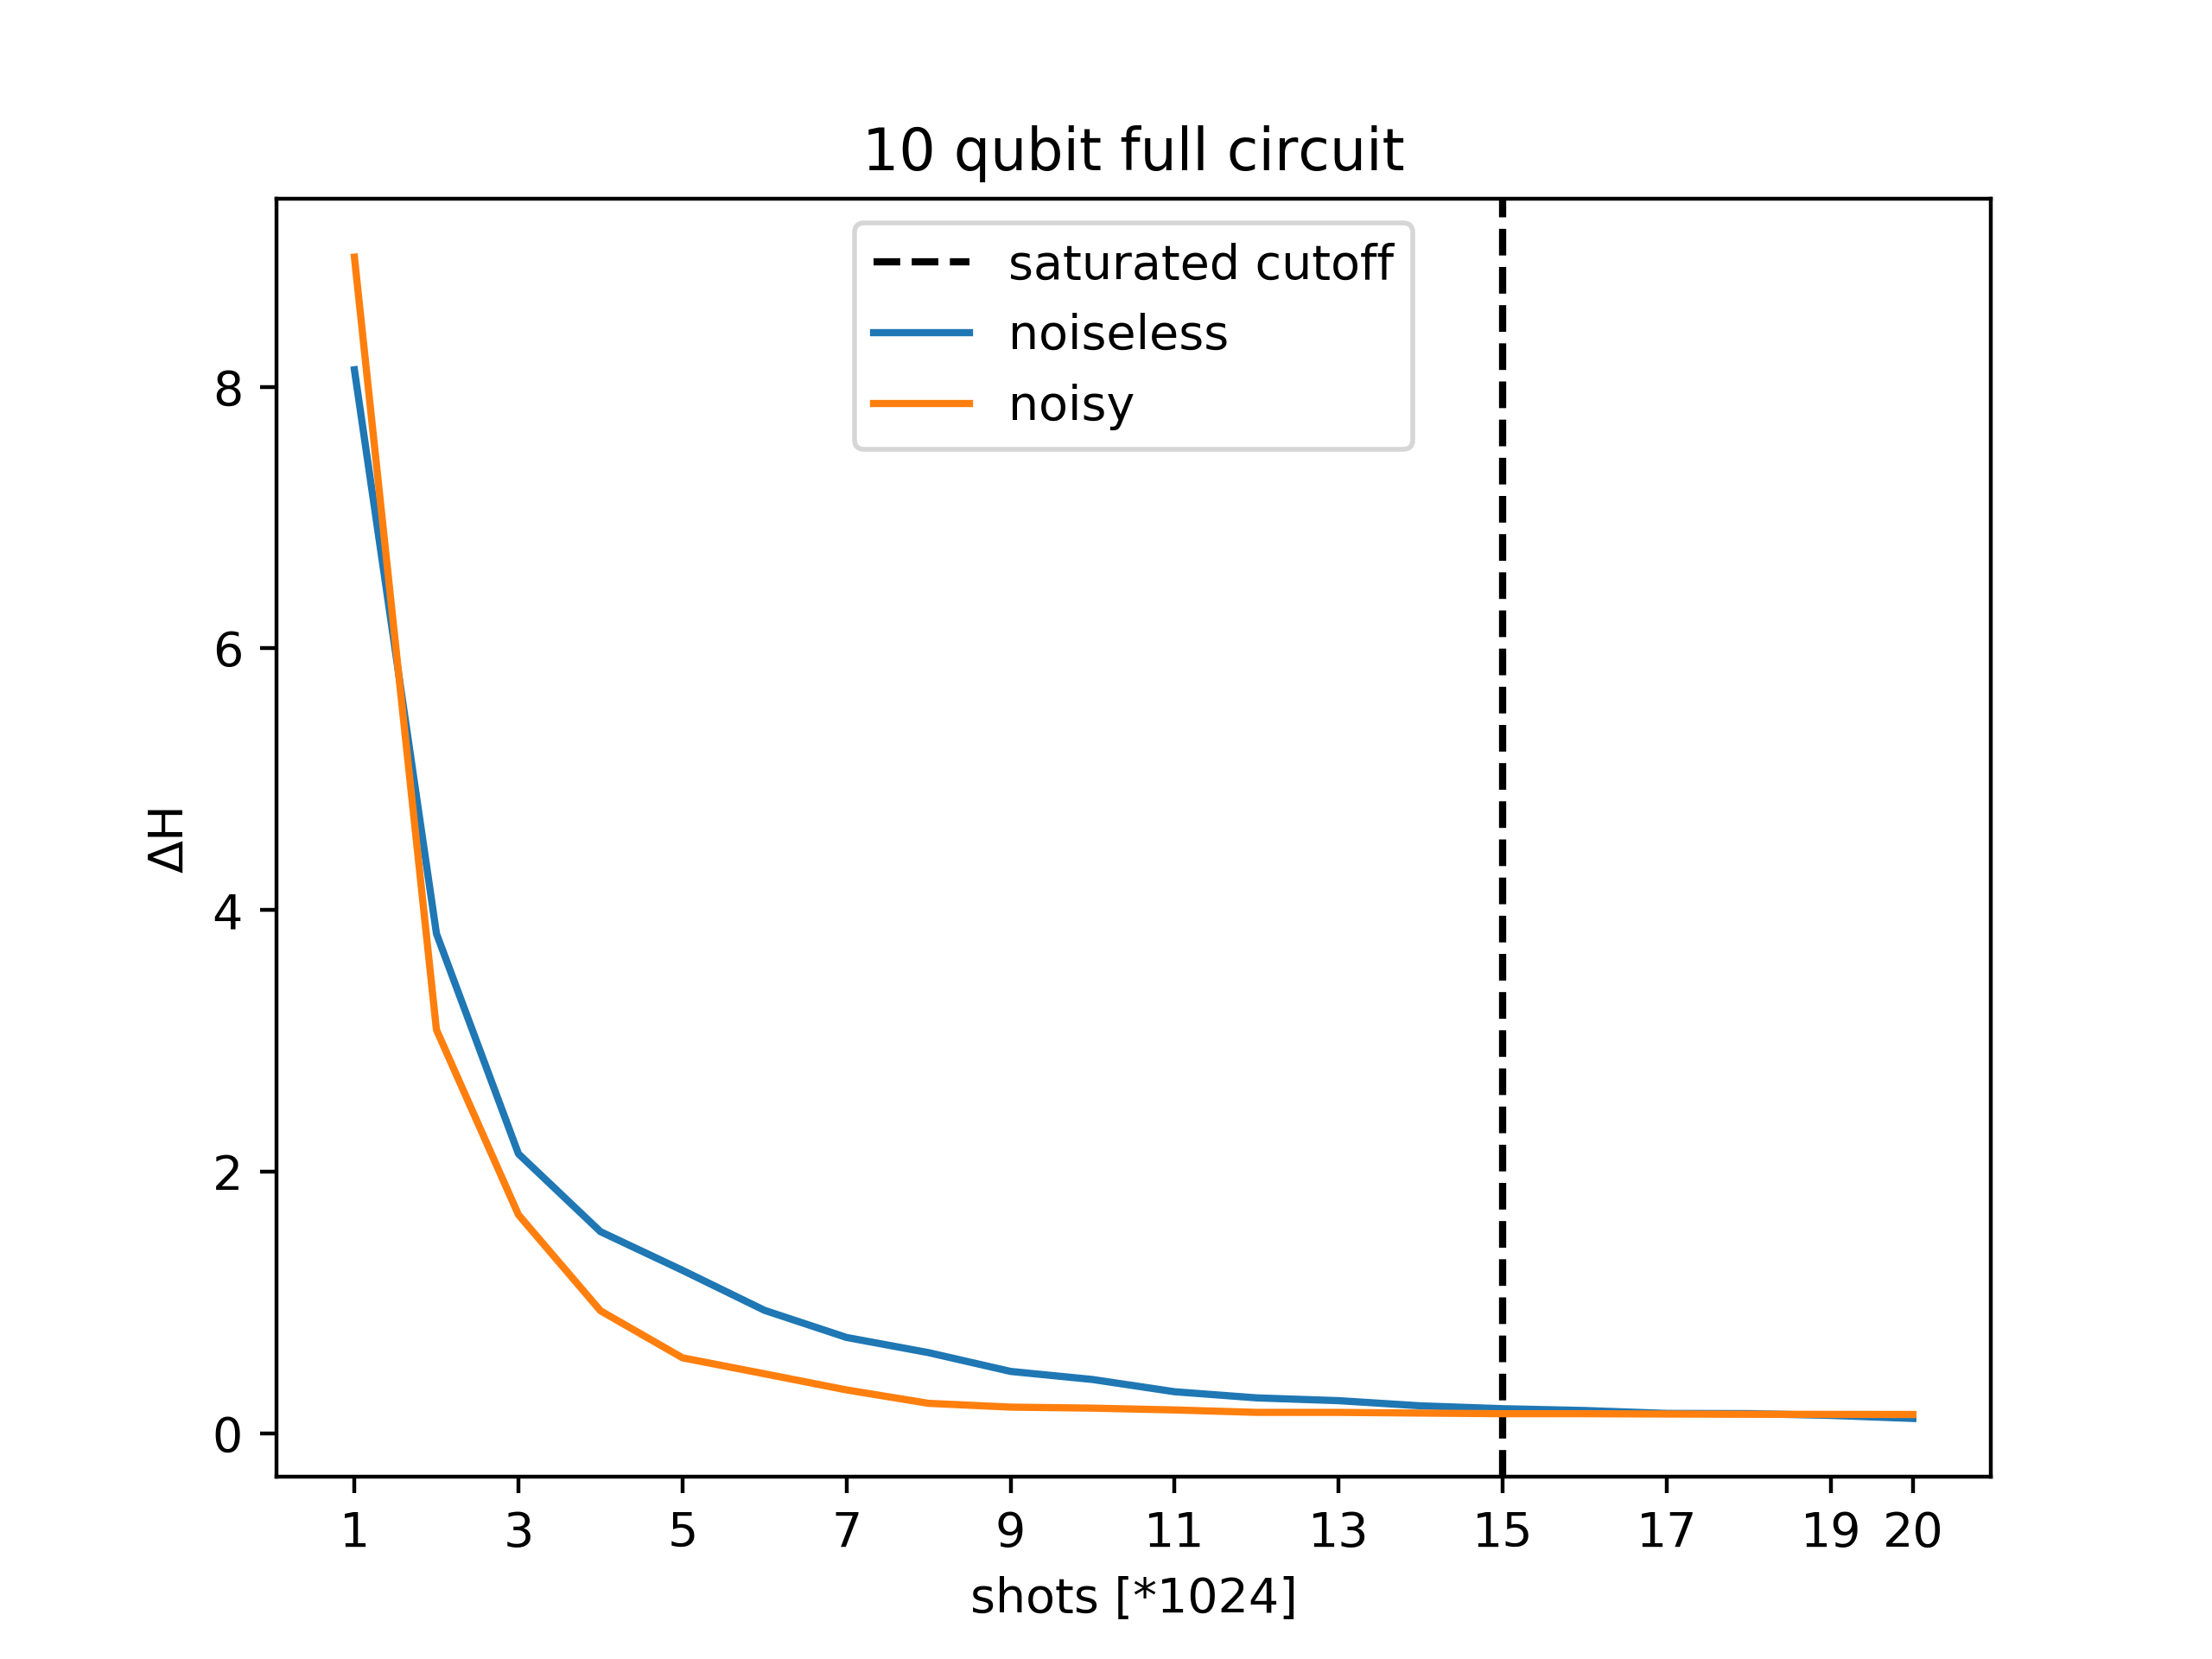 10 qubit full circuit
saturated cutoff
noiseless
noisy
ΔH
8
6
4
2
0
1 3 5 7 9 11 13 15 17 19 20
shots [*1024]